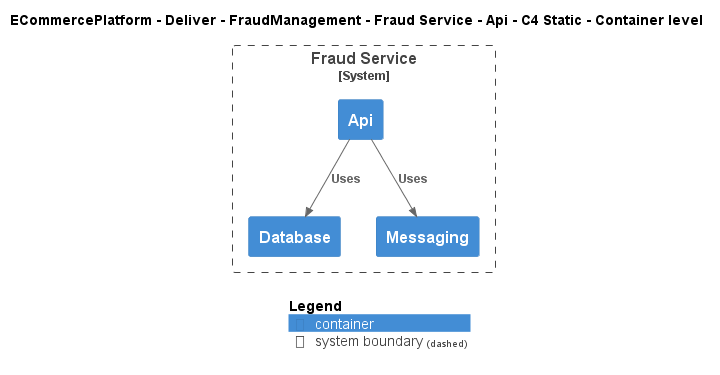 ECommercePlatform - Deliver - FraudManagement - Fraud Service - Api - C4 Static - Container level
Fraud Service
[System]
Api
Uses Uses
Database Messaging
Legend
container
system boundary (dashed)